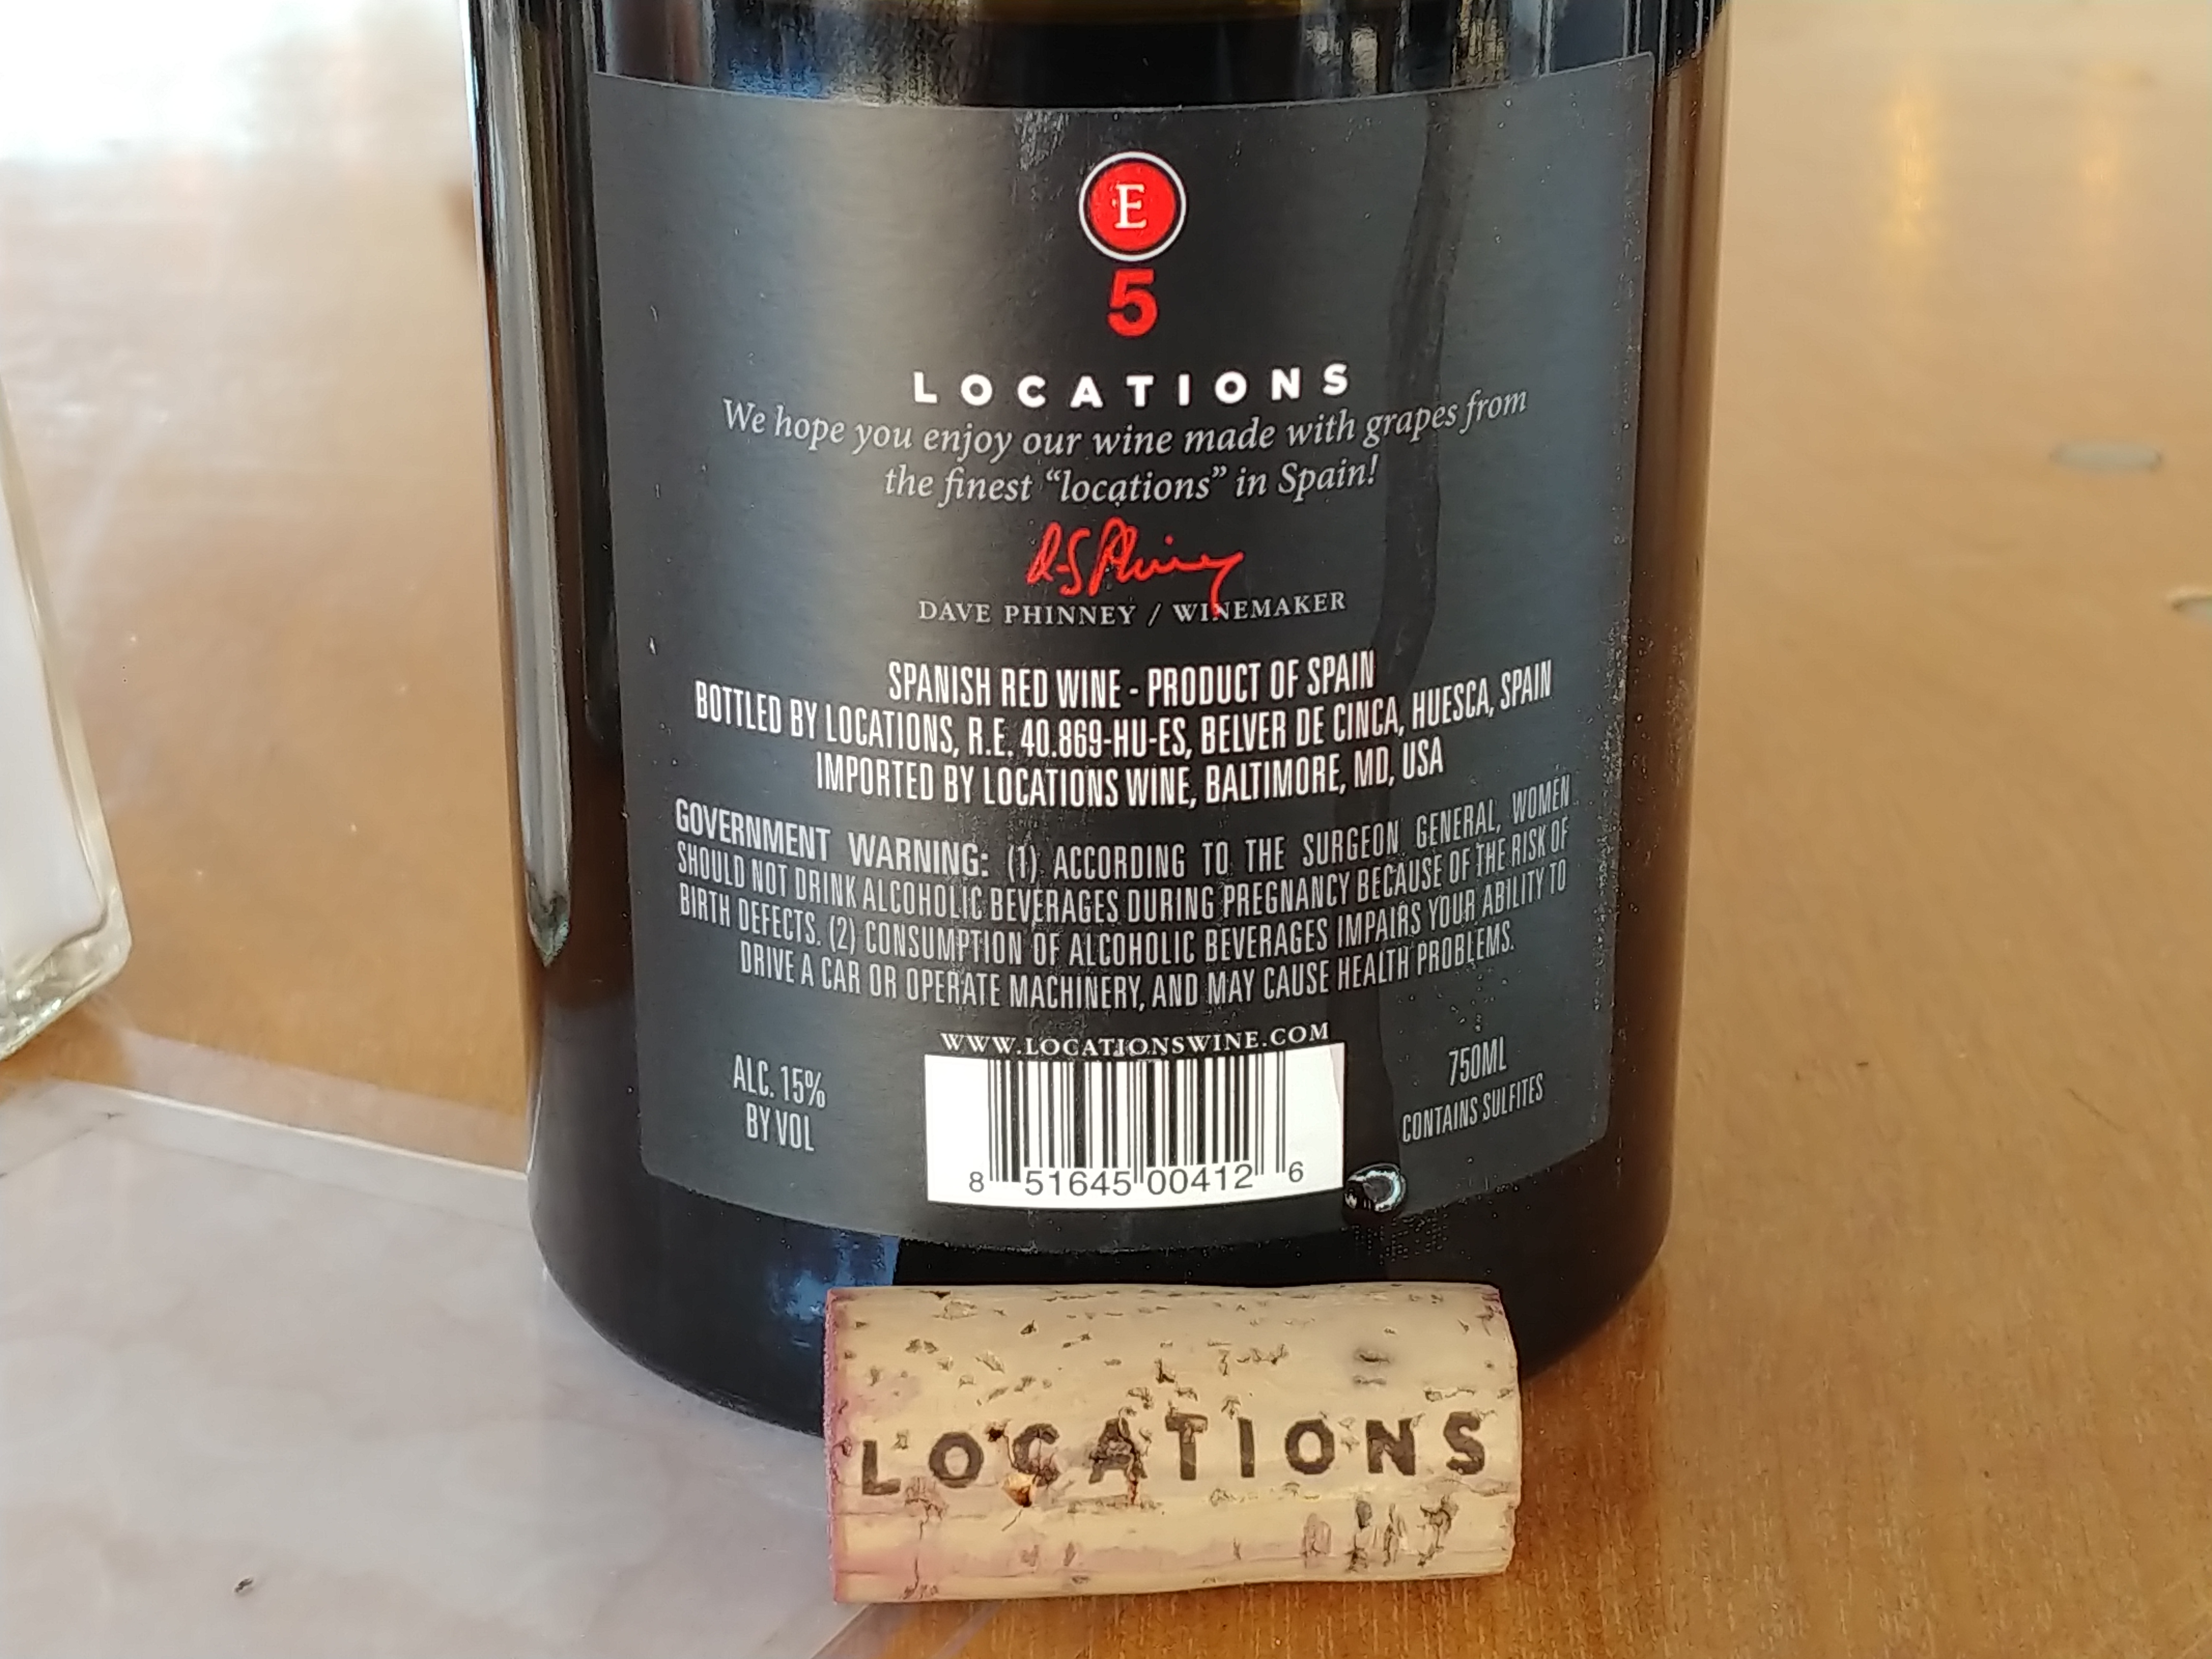 E
5
LOCATIONS
We hope you enjoy our wine made with grapes from
the finest “locations” in Spain!
DAVE PHINNEY / WINEMAKER
SPANISH RED WINE - PRODUCT OF SPAIN
BOTTLED BY LOCATIONS, R.E. 40.869-HU-ES, BELVER DE CINCA, HUESCA, SPAIN
IMPORTED BY LOCATIONS WINE, BALTIMORE, MD, USA
GOVERNMENT WARNING: (1) ACCORDING TO THE SURGEON GENERAL, WOMEN
SHOULD NOT DRINK ALCOHOLIC BEVERAGES DURING PREGNANCY BECAUSE OF THE RISK OF
BIRTH DEFECTS. (2) CONSUMPTION OF ALCOHOLIC BEVERAGES IMPAIRS YOUR ABILITY TO
DRIVE A CAR OR OPERATE MACHINERY, AND MAY CAUSE HEALTH PROBLEMS.
WWW.LOCATIONSWINE.COM
ALC. 15%
BY VOL
8 51645 00412 6
750ML
CONTAINS SULFITES
LOCATIONS